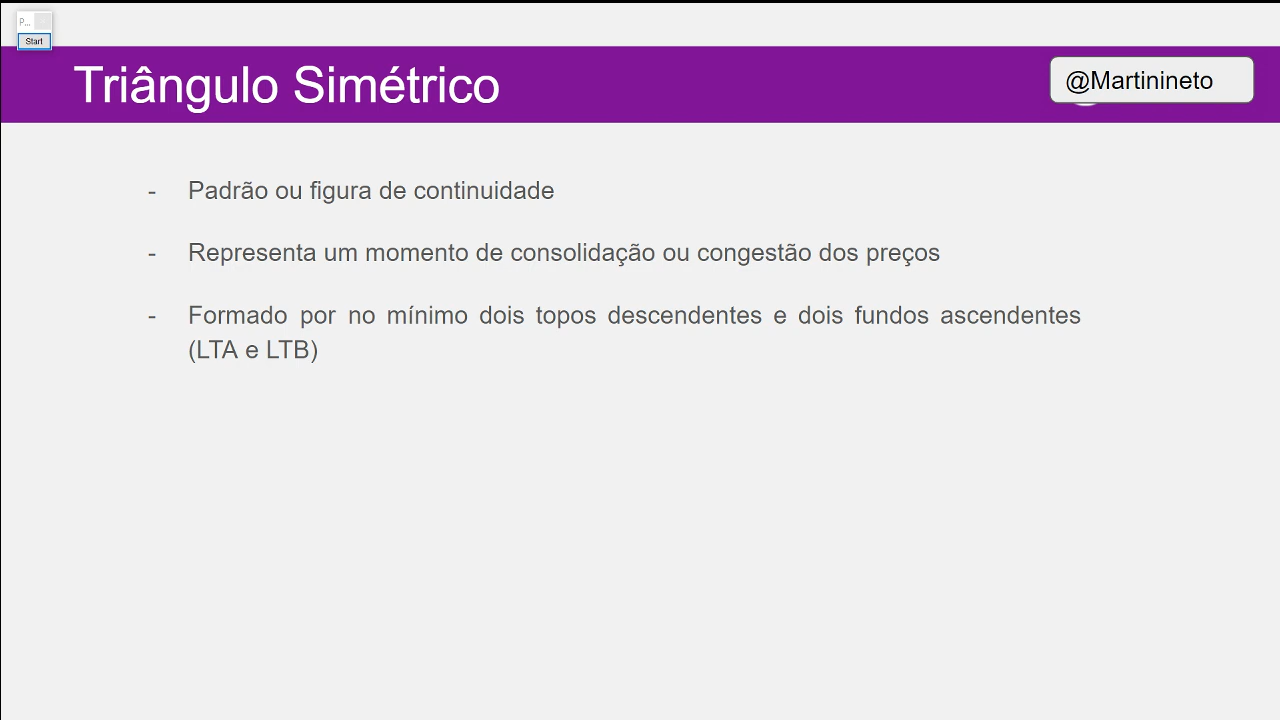 P...
Start
Triângulo Simétrico
@Martinineto
- Padrão ou figura de continuidade
- Representa um momento de consolidação ou congestão dos preços
- Formado por no mínimo dois topos descendentes e dois fundos ascendentes
(LTA e LTB)